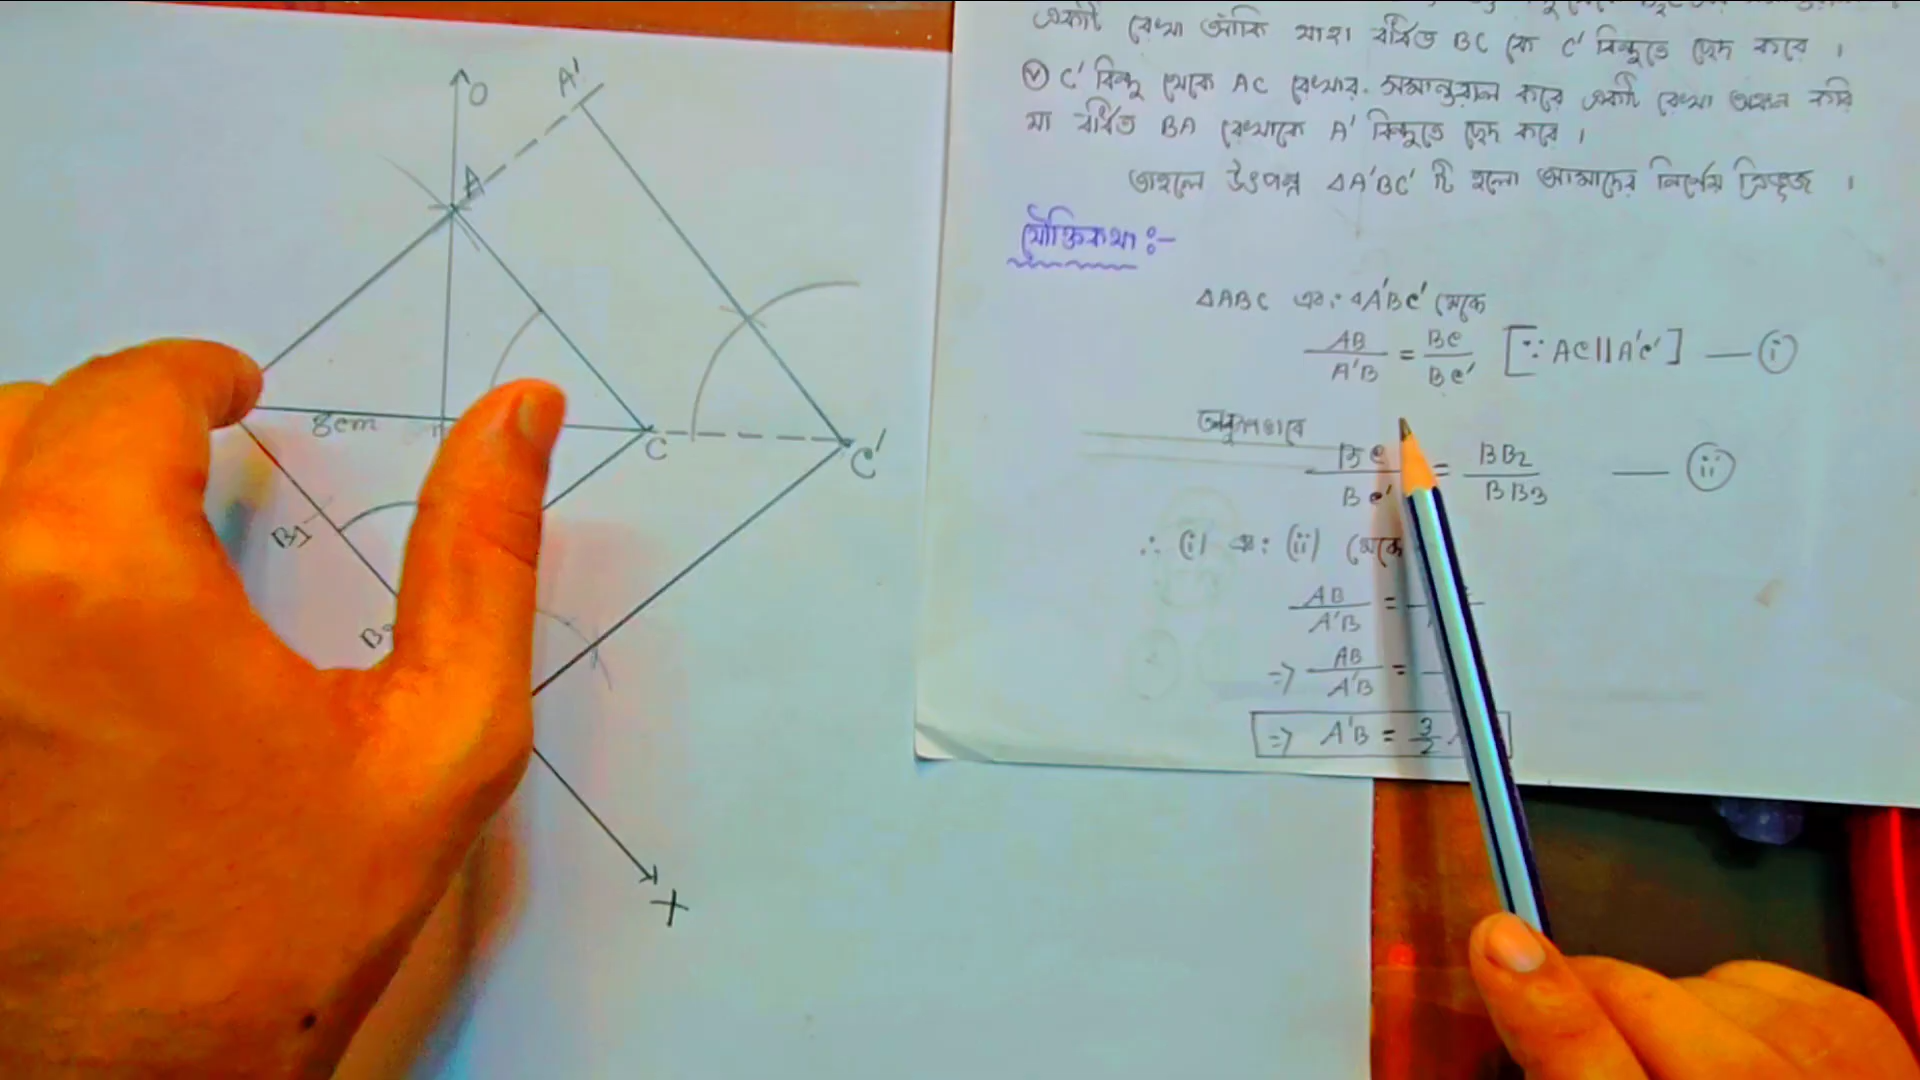 O
A'
A
8cm
C
C'
B1
X
একটি রেখা আঁকি যাহা বর্ধিত BC কে C' বিন্দুতে ছেদ করে ।
Ⓥ C' বিন্দু থেকে AC রেখার সমান্তরাল করে একটি রেখা অঙ্কন করি
যা বর্ধিত BA রেখাকে A' বিন্দুতে ছেদ করে ।
তাহলে উৎপন্ন ΔA'BC' টি হলো আমাদের নির্ণেয় ত্রিভুজ ।
যৌক্তিকতা :-
ΔABC এবং ΔA'BC' থেকে
AB/A'B = BC/BC' [∵ AC||A'C'] — (i)
অনুরূপভাবে
BC/BC' = BB2/BB3 — (ii)
∴ (i) এবং (ii) থেকে
AB/A'B =
=> AB/A'B =
=> A'B = 3/2